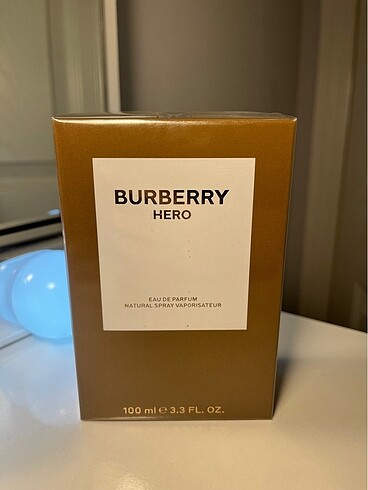 BURBERRY
HERO
EAU DE PARFUM
NATURAL SPRAY VAPORISATEUR
100 ml ℮ 3.3 FL. OZ.